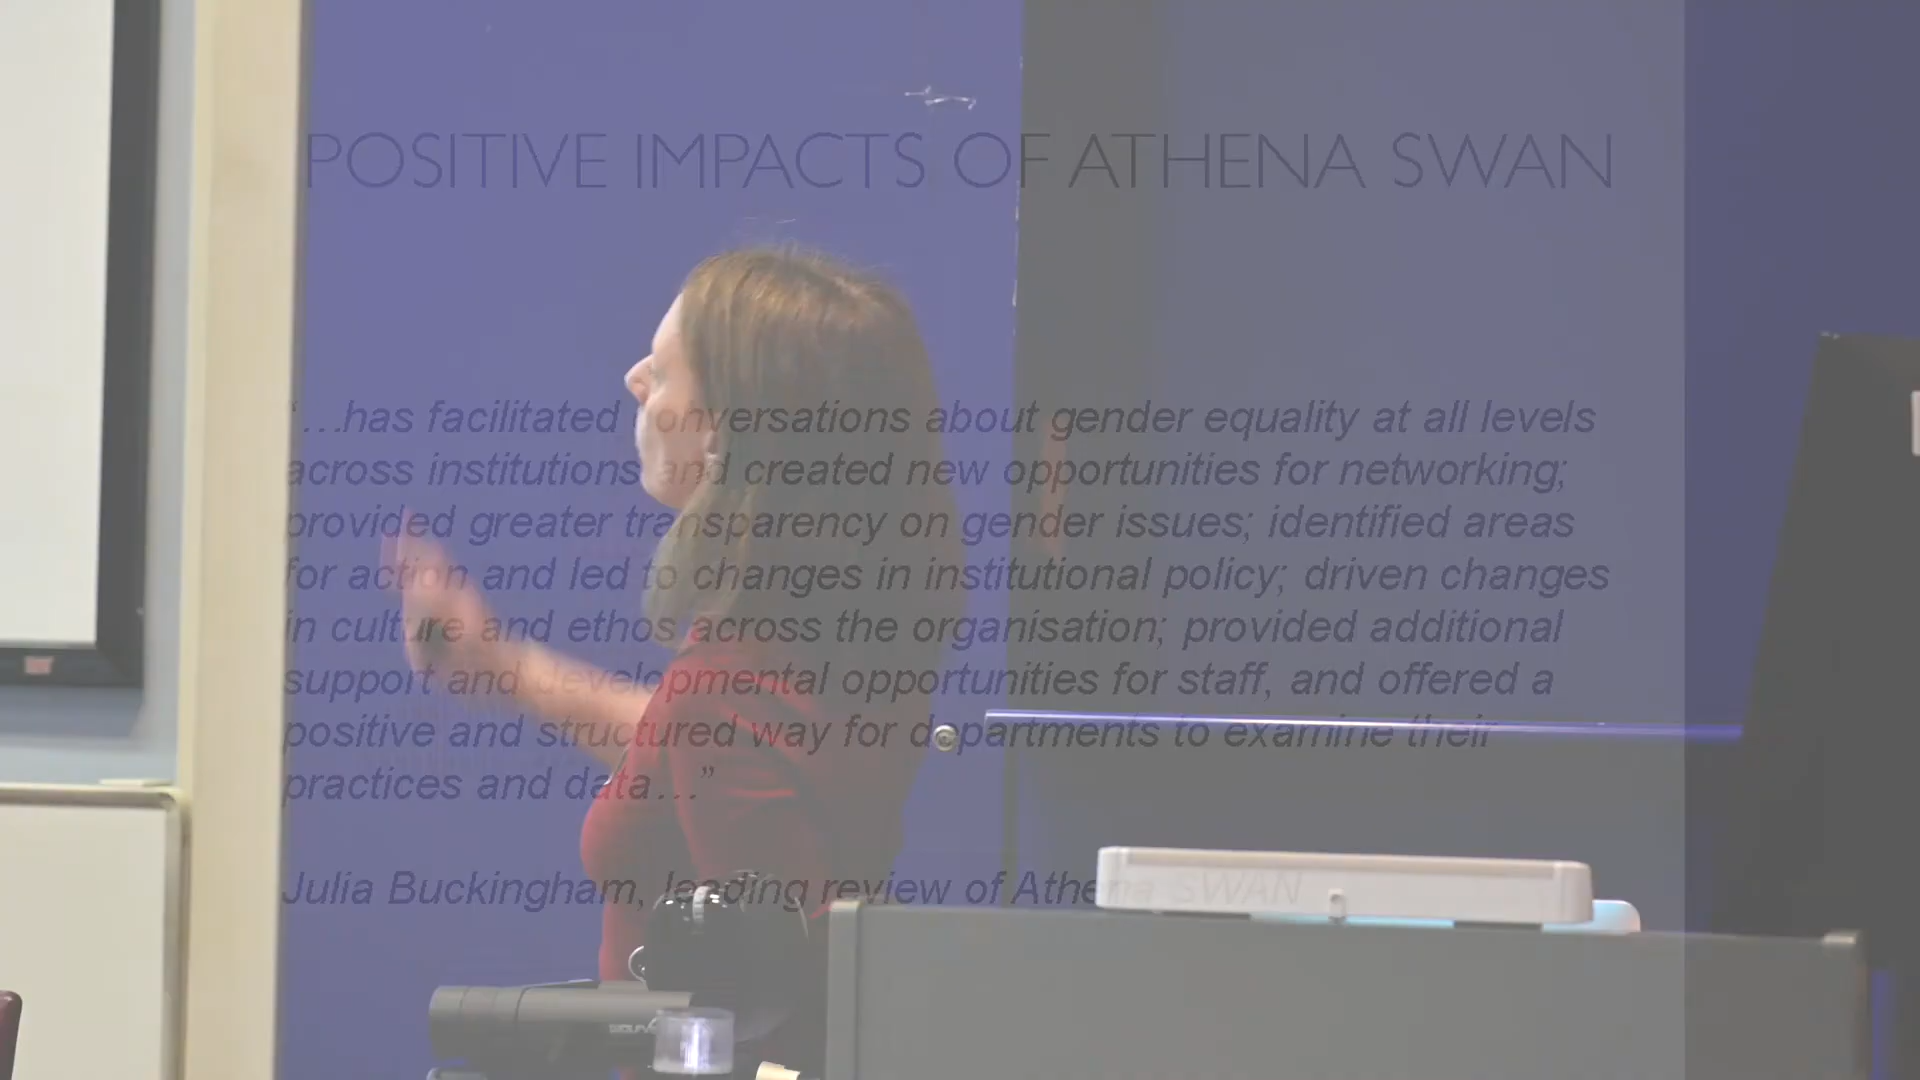 POSITIVE IMPACTS OF ATHENA SWAN
“…has facilitated conversations about gender equality at all levels
across institutions and created new opportunities for networking;
provided greater transparency on gender issues; identified areas
for action and led to changes in institutional policy; driven changes
in culture and ethos across the organisation; provided additional
support and developmental opportunities for staff, and offered a
positive and structured way for departments to examine their
practices and data…”
Julia Buckingham, leading review of Athena SWAN